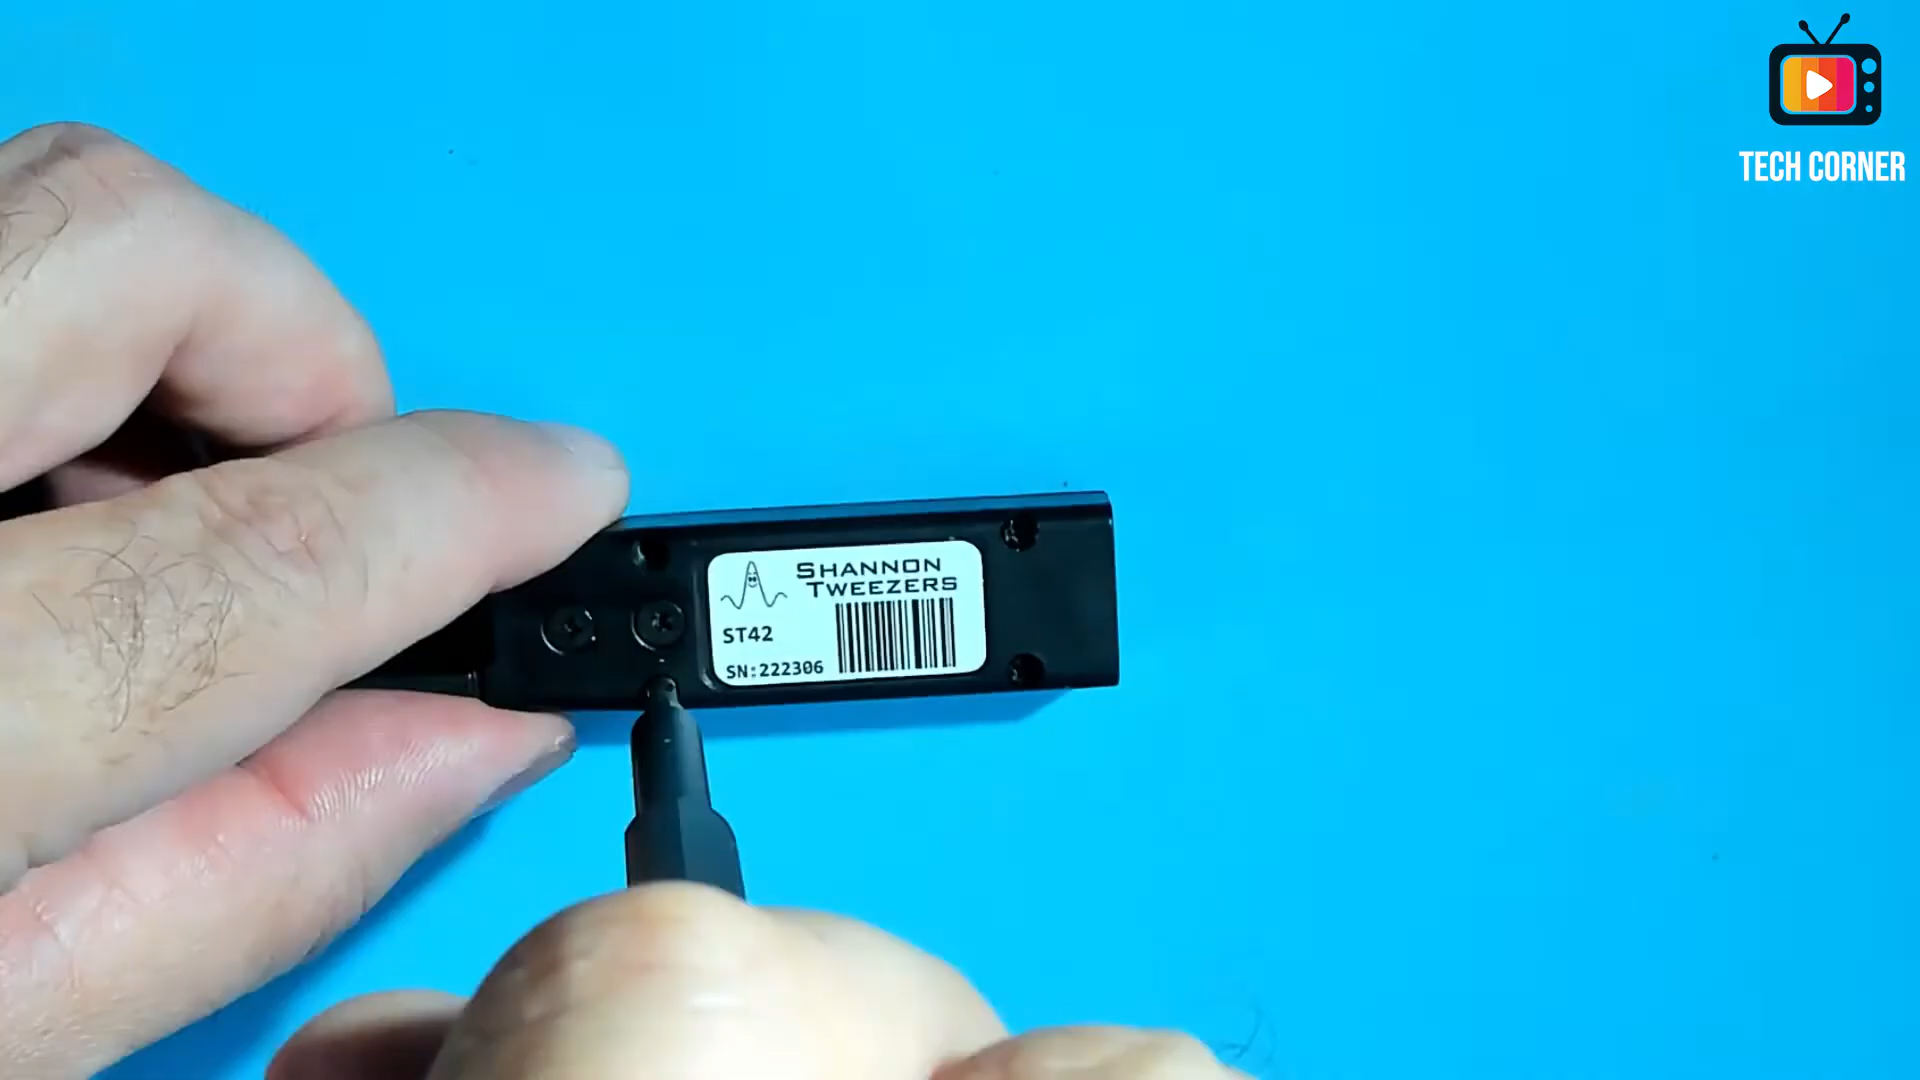 TECH CORNER
SHANNON
TWEEZERS
ST42
SN:222306